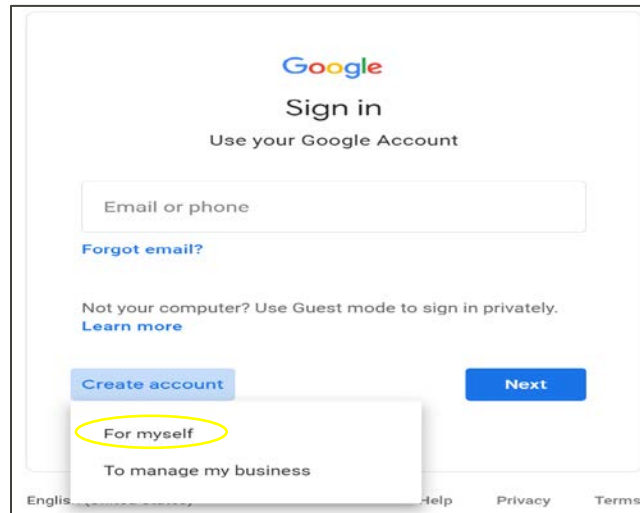 Google
Sign in
Use your Google Account
Email or phone
Forgot email?
Not your computer? Use Guest mode to sign in privately.
Learn more
Create account
Next
For myself
To manage my business
Help Privacy Terms